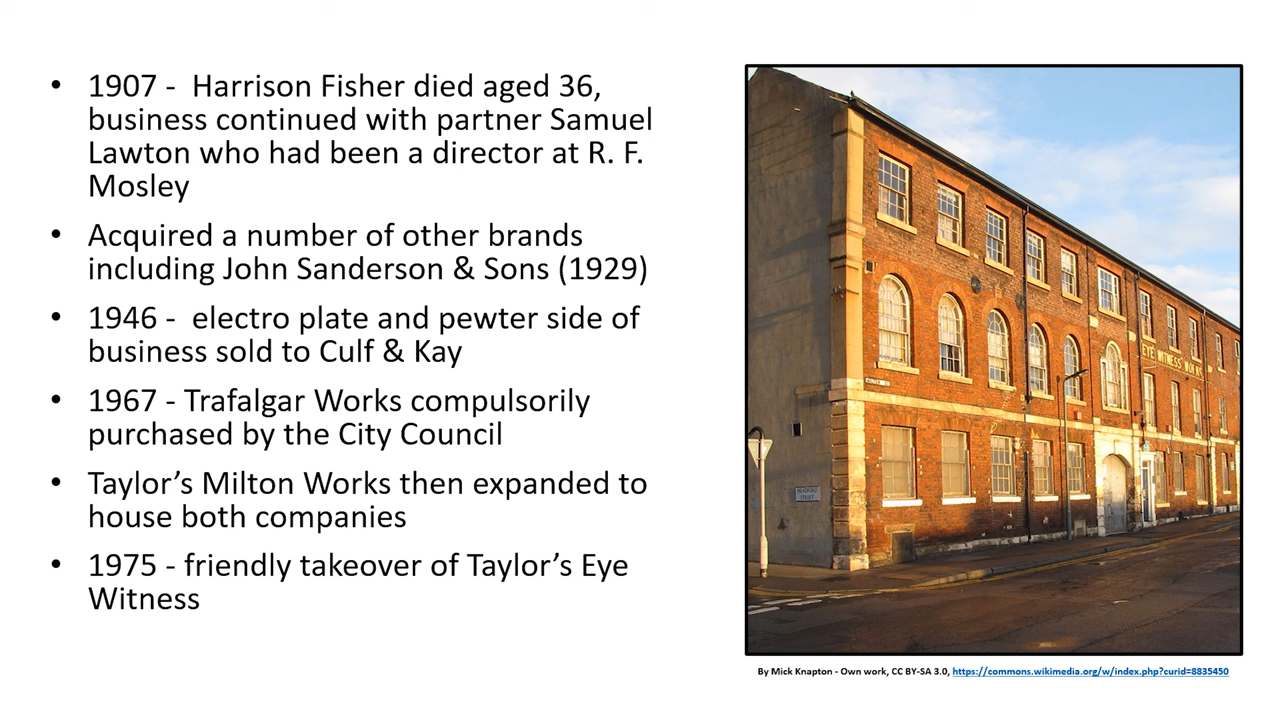 • 1907 -  Harrison Fisher died aged 36,
business continued with partner Samuel
Lawton who had been a director at R. F.
Mosley
• Acquired a number of other brands
including John Sanderson & Sons (1929)
• 1946 -  electro plate and pewter side of
business sold to Culf & Kay
• 1967 - Trafalgar Works compulsorily
purchased by the City Council
• Taylor’s Milton Works then expanded to
house both companies
• 1975 - friendly takeover of Taylor’s Eye
Witness
EYE WITNESS WORKS
By Mick Knapton - Own work, CC BY-SA 3.0, https://commons.wikimedia.org/w/index.php?curid=8835450